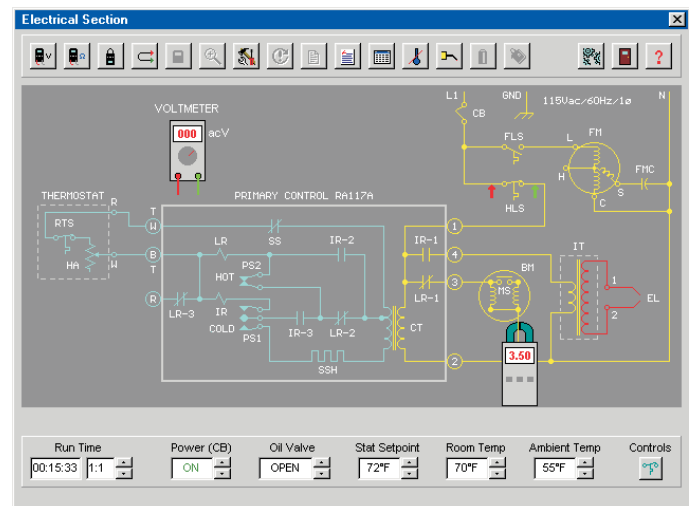 Electrical Section
V
Ω
?
L1
GND
115Vac/60Hz/1ø
N
VOLTMETER
CB
000 acV
FLS
L
FM
H
S
FMC
C
HLS
THERMOSTAT
R
PRIMARY CONTROL RA117A
RTS
T
W
SS
1
HA
W
B
T
LR
IR-2
IR-1
4
IT
PS2
HOT
BM
1
R
LR-3
IR
LR-1
3
MS
EL
COLD
PS1
IR-3
LR-2
CT
2
SSH
2
3.50
Run Time
Power (CB)
Oil Valve
Stat Setpoint
Room Temp
Ambient Temp
Controls
00:15:33
1:1
ON
OPEN
72°F
70°F
55°F